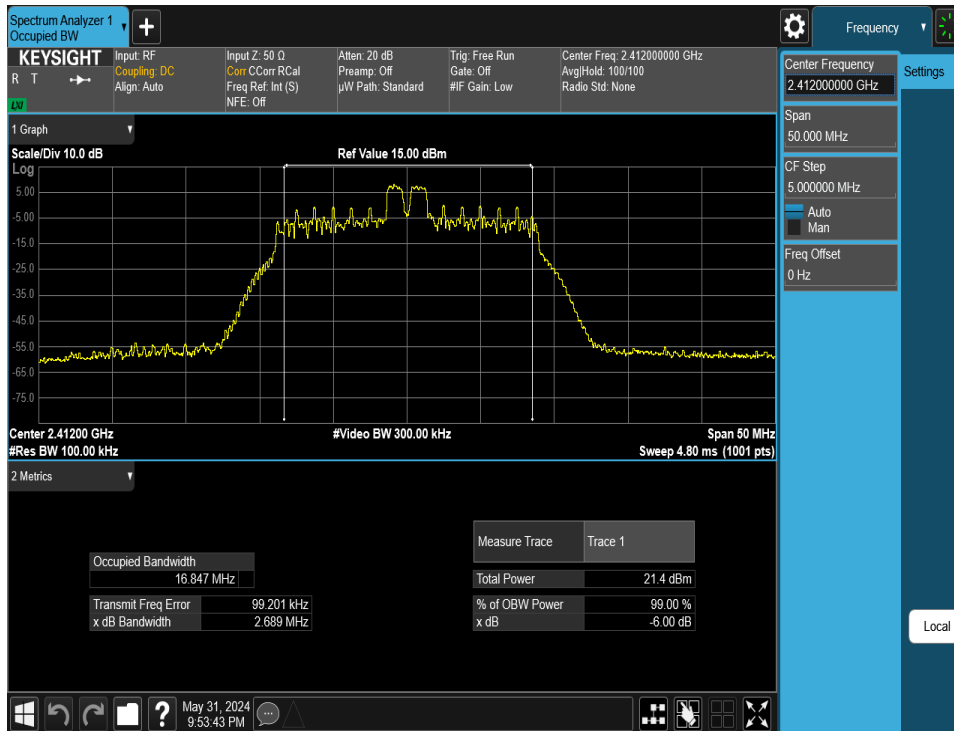 Spectrum Analyzer 1
Occupied BW
+
Frequency
KEYSIGHT
R T
LXI
Input: RF
Coupling: DC
Align: Auto
Input Z: 50 Ω
Corr CCorr RCal
Freq Ref: Int (S)
NFE: Off
Atten: 20 dB
Preamp: Off
µW Path: Standard
Trig: Free Run
Gate: Off
#IF Gain: Low
Center Freq: 2.412000000 GHz
Avg|Hold: 100/100
Radio Std: None
Center Frequency
2.412000000 GHz
Settings
Span
50.000 MHz
CF Step
5.000000 MHz
Auto
Man
Freq Offset
0 Hz
1 Graph
Scale/Div 10.0 dB
Ref Value 15.00 dBm
Log
5.00
-5.00
-15.0
-25.0
-35.0
-45.0
-55.0
-65.0
-75.0
Center 2.41200 GHz
#Video BW 300.00 kHz
Span 50 MHz
#Res BW 100.00 kHz
Sweep 4.80 ms (1001 pts)
2 Metrics
Measure Trace Trace 1
Occupied Bandwidth
16.847 MHz
Total Power 21.4 dBm
Transmit Freq Error 99.201 kHz
% of OBW Power 99.00 %
x dB Bandwidth 2.689 MHz
x dB -6.00 dB
Local
?
May 31, 2024
9:53:43 PM